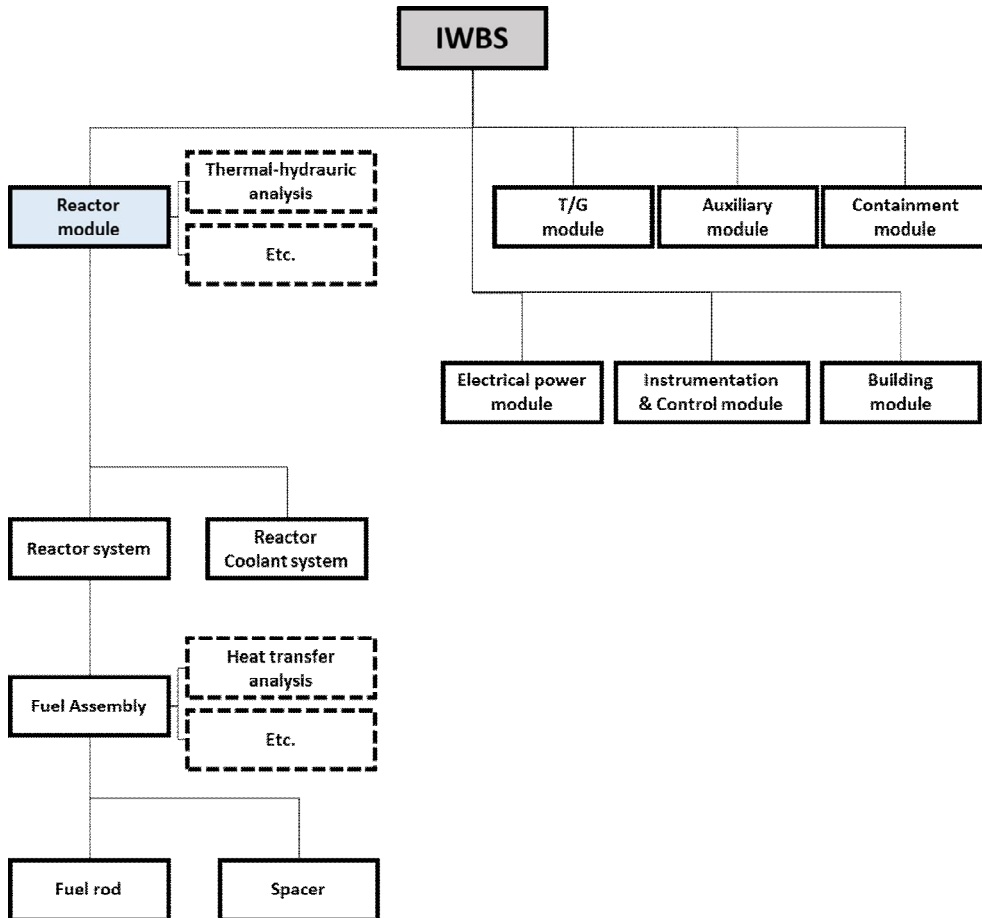 IWBS
Thermal-hydrauric
analysis
Reactor
module
Etc.
T/G
module
Auxiliary
module
Containment
module
Electrical power
module
Instrumentation
& Control module
Building
module
Reactor system
Reactor
Coolant system
Heat transfer
analysis
Fuel Assembly
Etc.
Fuel rod
Spacer